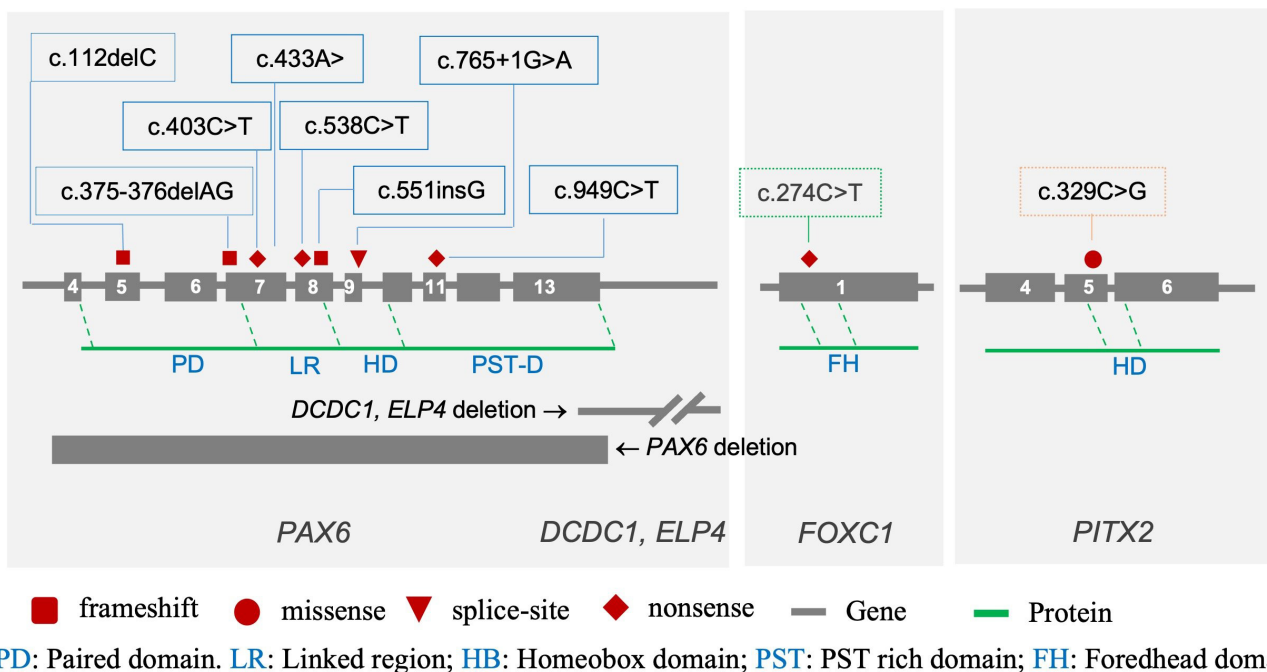 c.112delC
c.433A>
c.765+1G>A
c.403C>T
c.538C>T
c.375-376delAG
c.551insG
c.949C>T
c.274C>T
c.329C>G
4 5 6 7 8 9 11 13
1
4 5 6
PD LR HD PST-D
FH
HD
DCDC1, ELP4 deletion →
← PAX6 deletion
PAX6
DCDC1, ELP4
FOXC1
PITX2
frameshift missense splice-site nonsense Gene Protein
PD: Paired domain. LR: Linked region; HB: Homeobox domain; PST: PST rich domain; FH: Foredhead dom